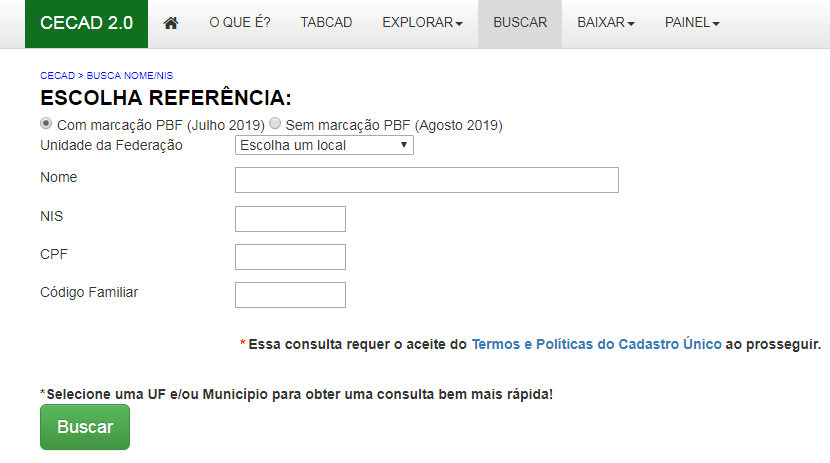 CECAD 2.0 O QUE É? TABCAD EXPLORAR BUSCAR BAIXAR PAINEL
CECAD > BUSCA NOME/NIS
ESCOLHA REFERÊNCIA:
Com marcação PBF (Julho 2019) Sem marcação PBF (Agosto 2019)
Unidade da Federação Escolha um local
Nome
NIS
CPF
Código Familiar
* Essa consulta requer o aceite do Termos e Políticas do Cadastro Único ao prosseguir.
*Selecione uma UF e/ou Município para obter uma consulta bem mais rápida!
Buscar